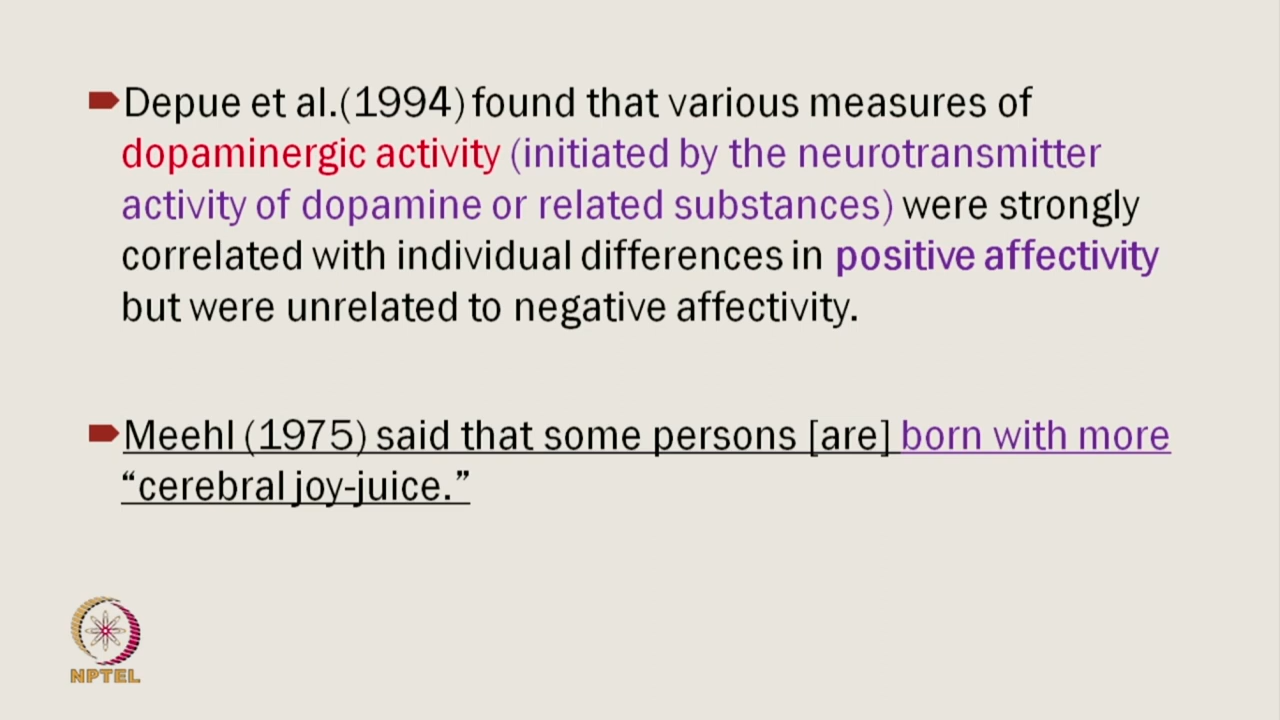 Depue et al.(1994) found that various measures of
dopaminergic activity (initiated by the neurotransmitter
activity of dopamine or related substances) were strongly
correlated with individual differences in positive affectivity
but were unrelated to negative affectivity.
Meehl (1975) said that some persons [are] born with more
“cerebral joy-juice.”
NPTEL